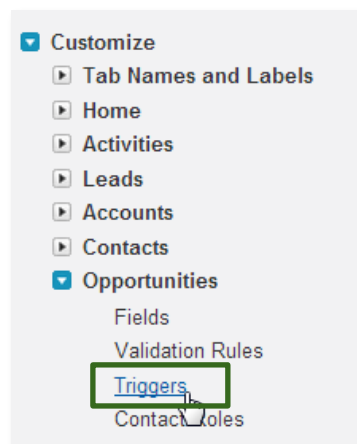 Customize
Tab Names and Labels
Home
Activities
Leads
Accounts
Contacts
Opportunities
Fields
Validation Rules
Triggers
Contact Roles